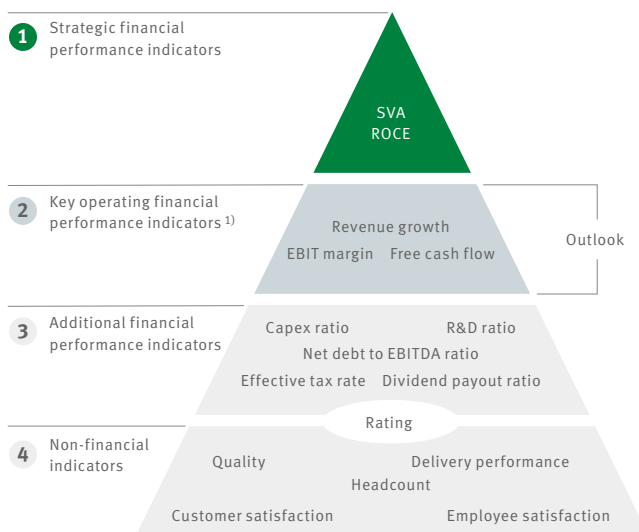 1
Strategic financial
performance indicators
SVA
ROCE
2
Key operating financial
performance indicators 1)
Revenue growth
EBIT margin Free cash flow
Outlook
3
Additional financial
performance indicators
Capex ratio R&D ratio
Net debt to EBITDA ratio
Effective tax rate Dividend payout ratio
Rating
4
Non-financial
indicators
Quality Delivery performance
Headcount
Customer satisfaction Employee satisfaction